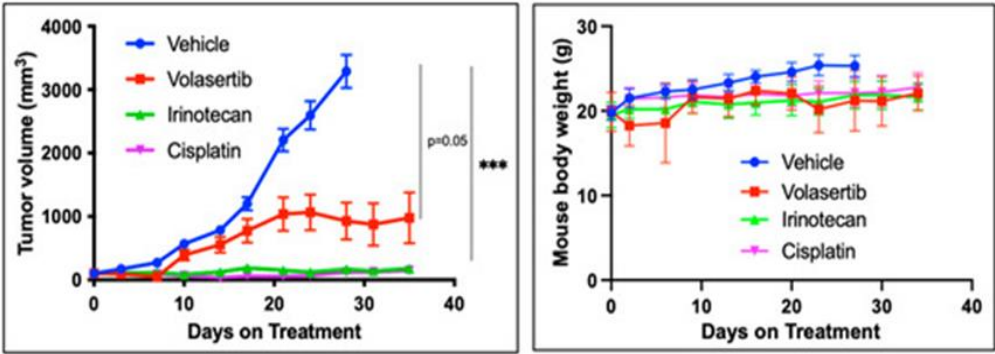 Tumor volume (mm³)
4000
3000
2000
1000
0
Vehicle
Volasertib
Irinotecan
Cisplatin
p=0.05
***
0 10 20 30 40
Days on Treatment
Mouse body weight (g)
30
20
10
0
Vehicle
Volasertib
Irinotecan
Cisplatin
0 10 20 30 40
Days on Treatment